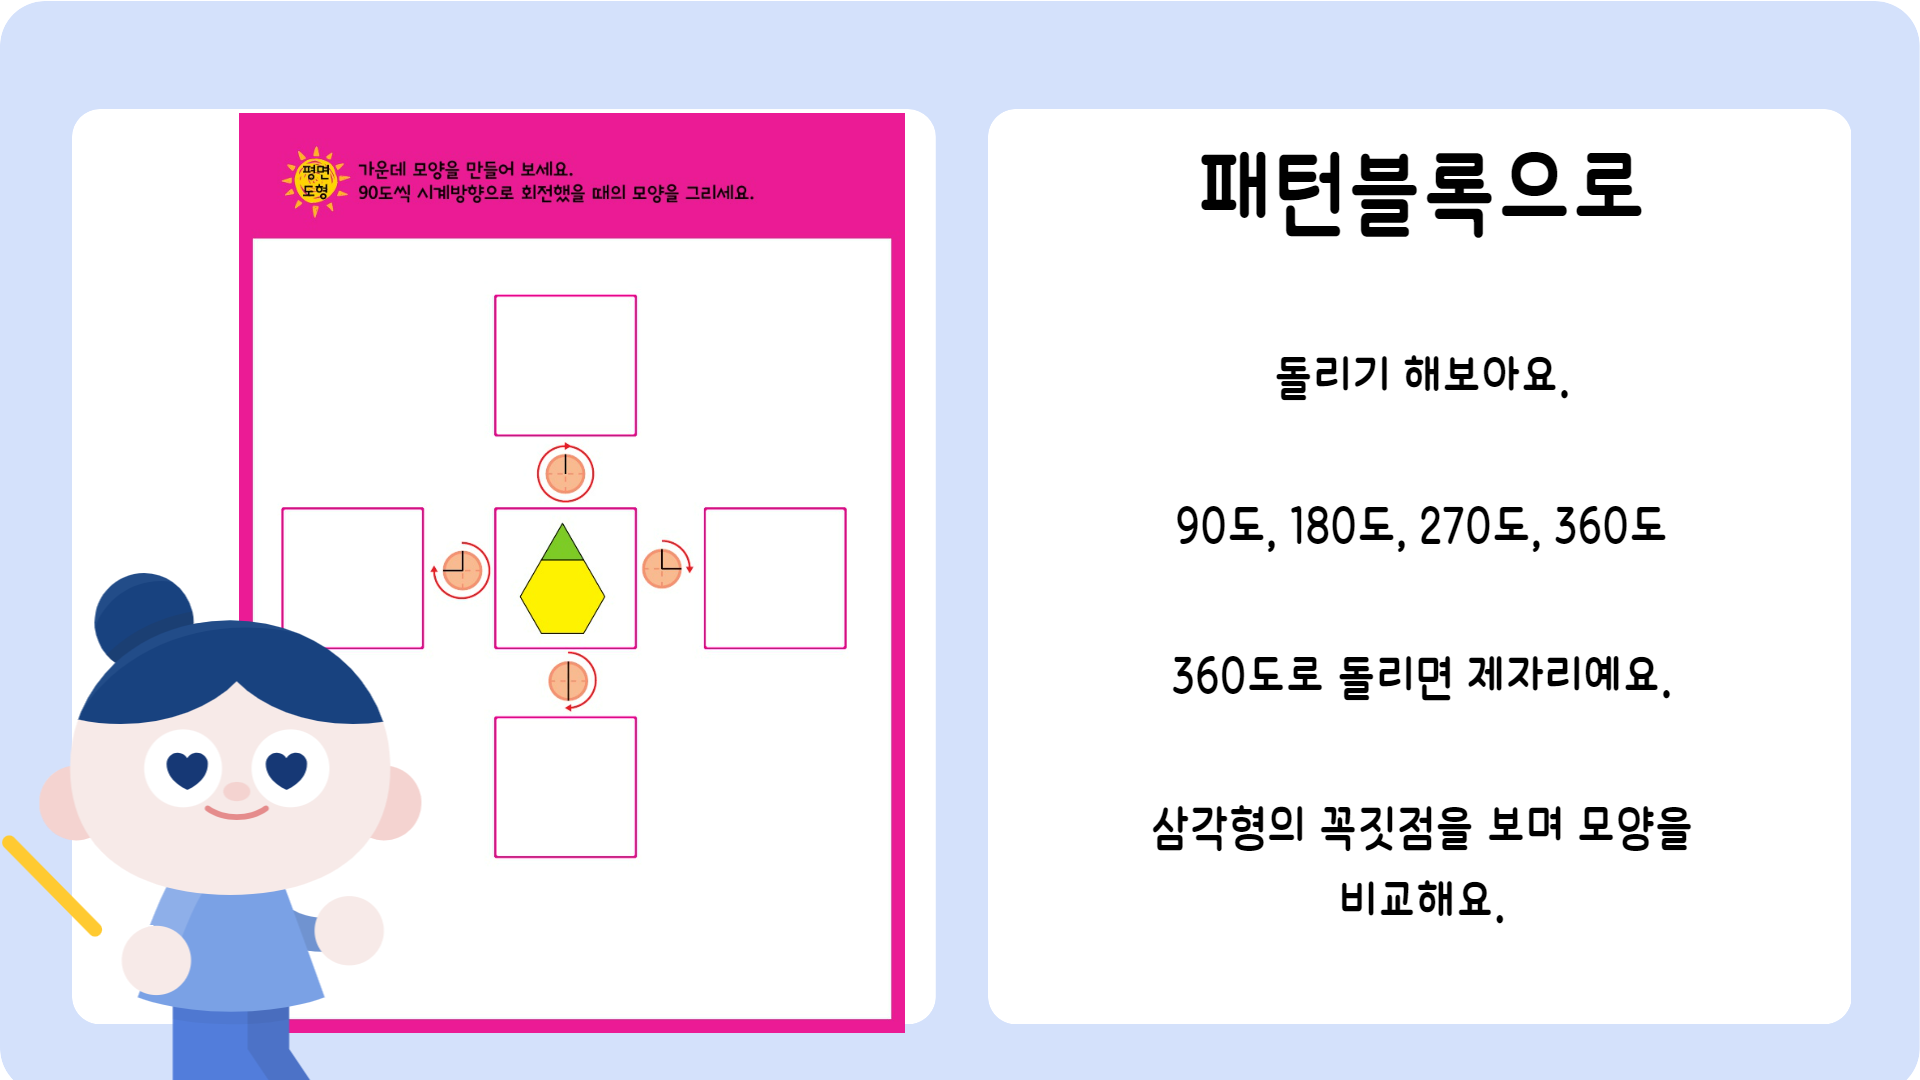 평면
도형
가운데 모양을 만들어 보세요.
90도씩 시계방향으로 회전했을 때의 모양을 그리세요.
패턴블록으로
돌리기 해보아요.
90도, 180도, 270도, 360도
360도로 돌리면 제자리예요.
삼각형의 꼭짓점을 보며 모양을
비교해요.